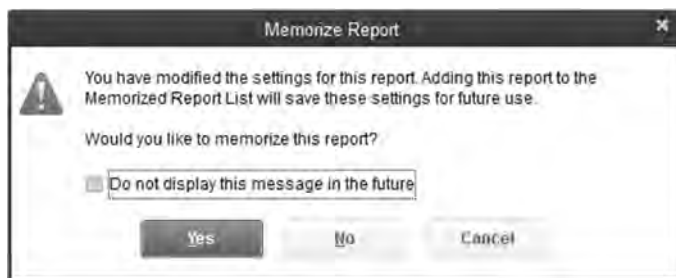 Memorize Report
You have modified the settings for this report. Adding this report to the
Memorized Report List will save these settings for future use.
Would you like to memorize this report?
Do not display this message in the future
Yes No Cancel